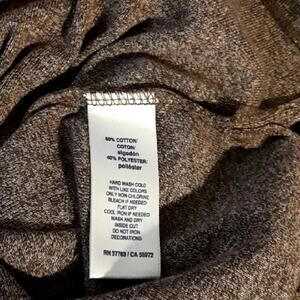 60% COTTON/
COTON/
algodón
40% POLYESTER/
poliéster
HAND WASH COLD
WITH LIKE COLORS
ONLY NON-CHLORINE
BLEACH IF NEEDED
FLAT DRY
COOL IRON IF NEEDED
WASH AND DRY
INSIDE OUT
DO NOT IRON
DECORATIONS
RN 37763 / CA 55972